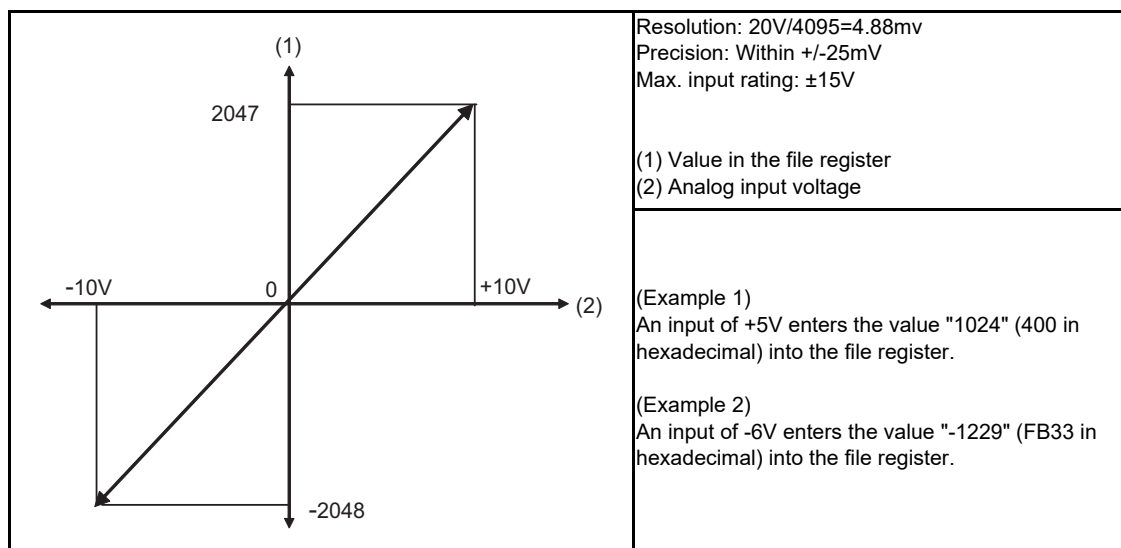 (1)
2047
-10V
0
+10V
(2)
-2048
Resolution: 20V/4095=4.88mv
Precision: Within +/-25mV
Max. input rating: ±15V
(1) Value in the file register
(2) Analog input voltage
(Example 1)
An input of +5V enters the value "1024" (400 in
hexadecimal) into the file register.
(Example 2)
An input of -6V enters the value "-1229" (FB33 in
hexadecimal) into the file register.